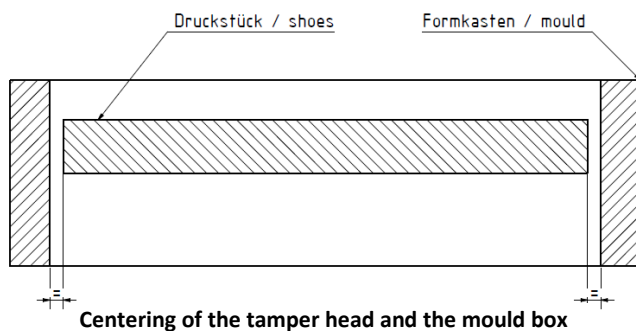 Druckstück / shoes
Formkasten / mould
= =
Centering of the tamper head and the mould box